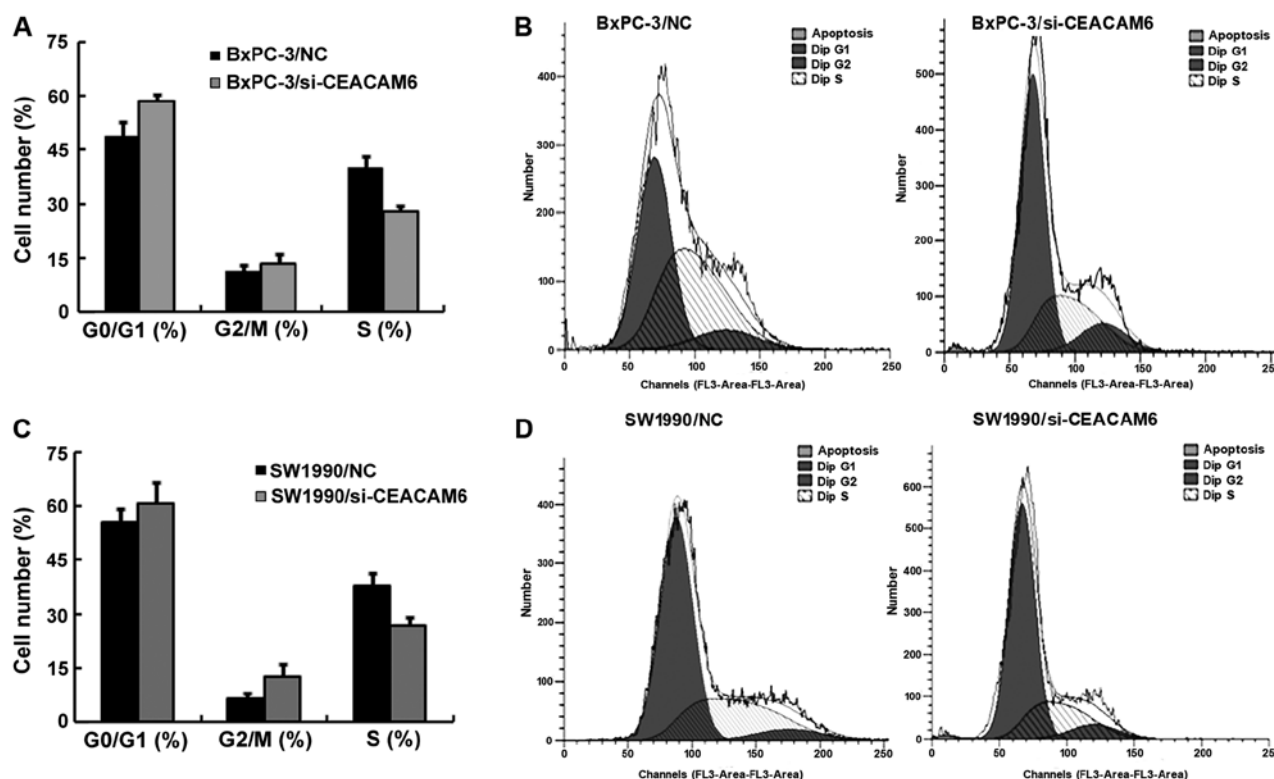 A
75
60
45
30
15
0
Cell number (%)
BxPC-3/NC
BxPC-3/si-CEACAM6
G0/G1 (%) G2/M (%) S (%)
B
BxPC-3/NC
Apoptosis
Dip G1
Dip G2
Dip S
400
300
200
100
0
Number
0 50 100 150 200 250
Channels (FL3-Area-FL3-Area)
BxPC-3/si-CEACAM6
Apoptosis
Dip G1
Dip G2
Dip S
500
400
300
200
100
0
Number
0 50 100 150 200
Channels (FL3-Area-FL3-Area)
C
75
60
45
30
15
0
Cell number (%)
SW1990/NC
SW1990/si-CEACAM6
G0/G1 (%) G2/M (%) S (%)
D
SW1990/NC
Apoptosis
Dip G1
Dip G2
Dip S
400
300
200
100
0
Number
0 50 100 150 200 250
Channels (FL3-Area-FL3-Area)
SW1990/si-CEACAM6
Apoptosis
Dip G1
Dip G2
Dip S
600
500
400
300
200
100
0
Number
0 50 100 150 200
Channels (FL3-Area-FL3-Area)